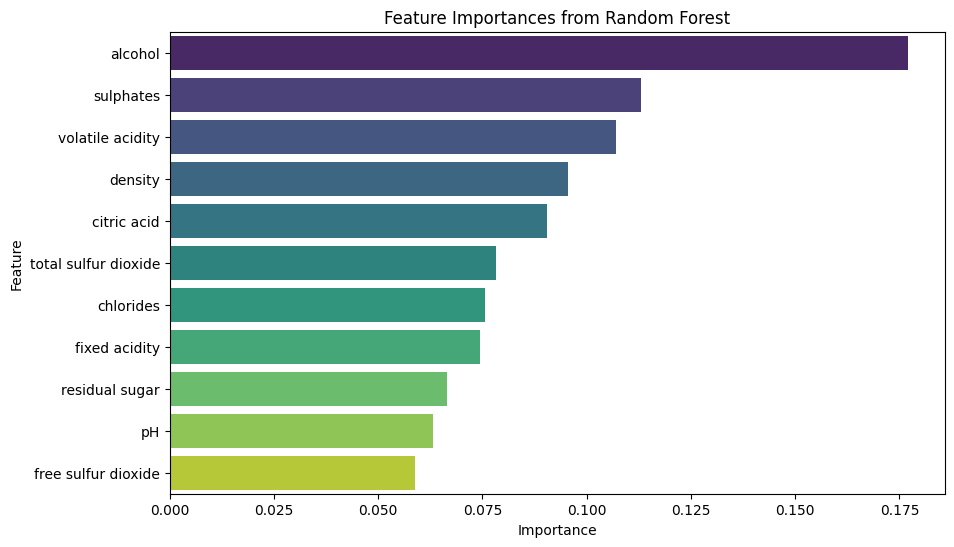 Feature Importances from Random Forest
Feature
alcohol
sulphates
volatile acidity
density
citric acid
total sulfur dioxide
chlorides
fixed acidity
residual sugar
pH
free sulfur dioxide
0.000 0.025 0.050 0.075 0.100 0.125 0.150 0.175
Importance